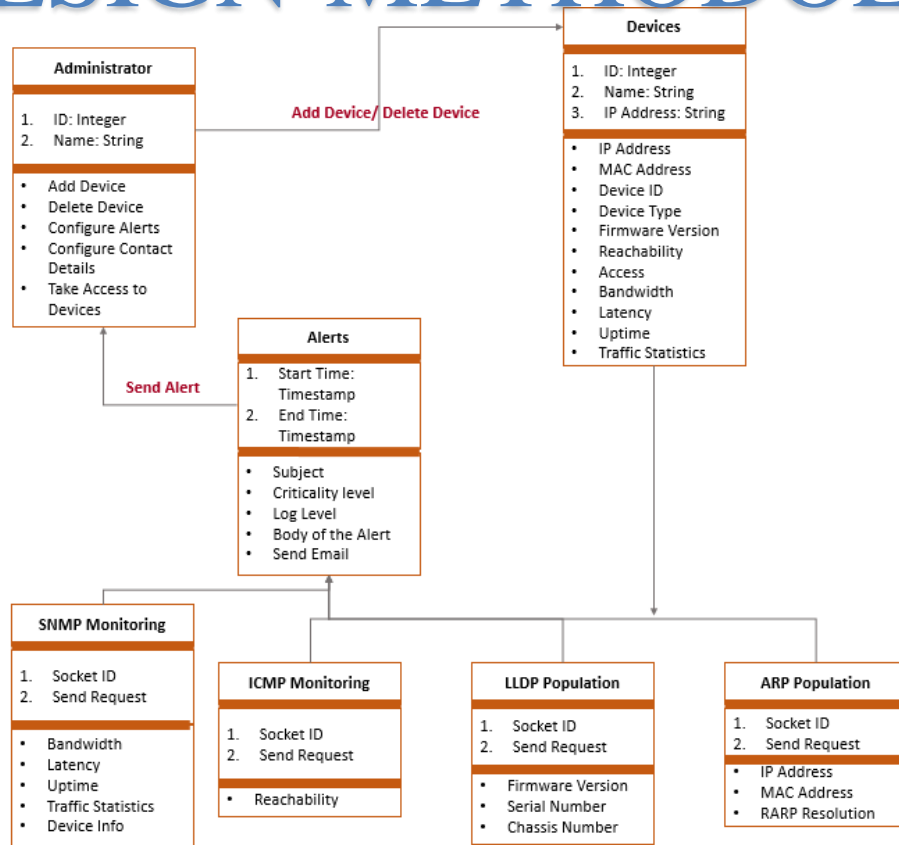 ESIGN METHODOL
Devices
1. ID: Integer
2. Name: String
3. IP Address: String
• IP Address
• MAC Address
• Device ID
• Device Type
• Firmware Version
• Reachability
• Access
• Bandwidth
• Latency
• Uptime
• Traffic Statistics
Administrator
1. ID: Integer
2. Name: String
• Add Device
• Delete Device
• Configure Alerts
• Configure Contact
Details
• Take Access to
Devices
Add Device/ Delete Device
Send Alert
Alerts
1. Start Time:
Timestamp
2. End Time:
Timestamp
• Subject
• Criticality level
• Log Level
• Body of the Alert
• Send Email
SNMP Monitoring
1. Socket ID
2. Send Request
• Bandwidth
• Latency
• Uptime
• Traffic Statistics
• Device Info
ICMP Monitoring
1. Socket ID
2. Send Request
• Reachability
LLDP Population
1. Socket ID
2. Send Request
• Firmware Version
• Serial Number
• Chassis Number
ARP Population
1. Socket ID
2. Send Request
• IP Address
• MAC Address
• RARP Resolution